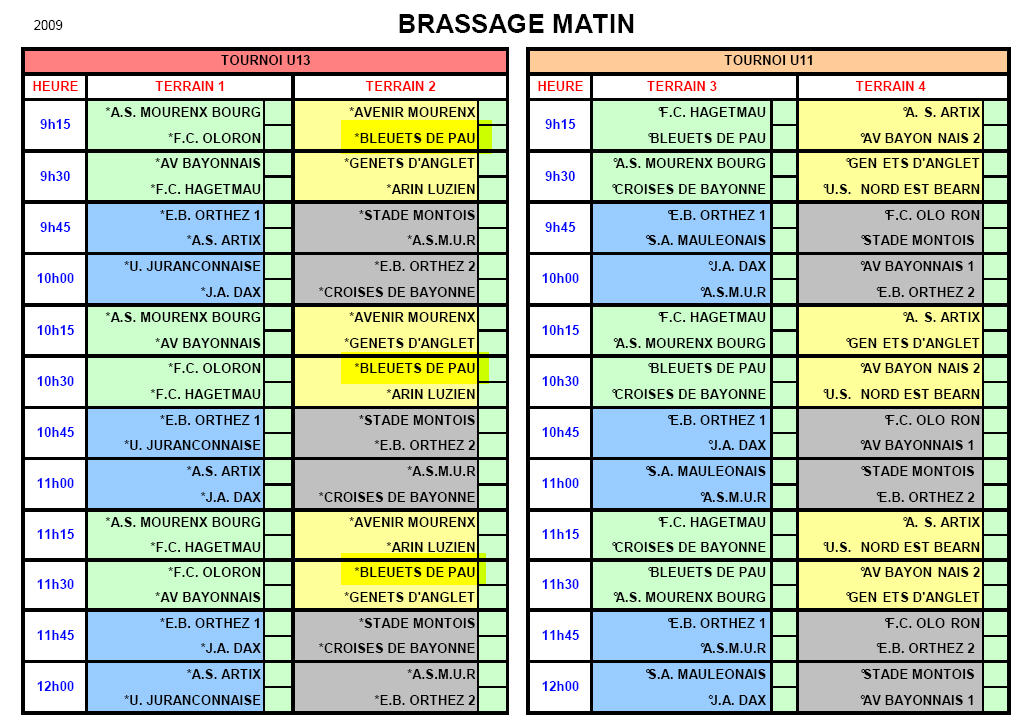 2009
BRASSAGE MATIN
TOURNOI U13 TOURNOI U11
HEURE TERRAIN 1 TERRAIN 2 HEURE TERRAIN 3 TERRAIN 4
*A.S. MOURENX BOURG *AVENIR MOURENX °F.C. HAGETMAU °A. S. ARTIX
9h15 9h15
*F.C. OLORON *BLEUETS DE PAU °BLEUETS DE PAU °AV BAYON NAIS 2
*AV BAYONNAIS *GENETS D'ANGLET °A.S. MOURENX BOURG °GEN ETS D'ANGLET
9h30 9h30
*F.C. HAGETMAU *ARIN LUZIEN °CROISES DE BAYONNE °U.S. NORD EST BEARN
*E.B. ORTHEZ 1 *STADE MONTOIS °E.B. ORTHEZ 1 °F.C. OLO RON
9h45 9h45
*A.S. ARTIX *A.S.M.U.R °S.A. MAULEONAIS °STADE MONTOIS
*U. JURANCONNAISE *E.B. ORTHEZ 2 °J.A. DAX °AV BAYONNAIS 1
10h00 10h00
*J.A. DAX *CROISES DE BAYONNE °A.S.M.U.R °E.B. ORTHEZ 2
*A.S. MOURENX BOURG *AVENIR MOURENX °F.C. HAGETMAU °A. S. ARTIX
10h15 10h15
*AV BAYONNAIS *GENETS D'ANGLET °A.S. MOURENX BOURG °GEN ETS D'ANGLET
*F.C. OLORON *BLEUETS DE PAU °BLEUETS DE PAU °AV BAYON NAIS 2
10h30 10h30
*F.C. HAGETMAU *ARIN LUZIEN °CROISES DE BAYONNE °U.S. NORD EST BEARN
*E.B. ORTHEZ 1 *STADE MONTOIS °E.B. ORTHEZ 1 °F.C. OLO RON
10h45 10h45
*U. JURANCONNAISE *E.B. ORTHEZ 2 °J.A. DAX °AV BAYONNAIS 1
*A.S. ARTIX *A.S.M.U.R °S.A. MAULEONAIS °STADE MONTOIS
11h00 11h00
*J.A. DAX *CROISES DE BAYONNE °A.S.M.U.R °E.B. ORTHEZ 2
*A.S. MOURENX BOURG *AVENIR MOURENX °F.C. HAGETMAU °A. S. ARTIX
11h15 11h15
*F.C. HAGETMAU *ARIN LUZIEN °CROISES DE BAYONNE °U.S. NORD EST BEARN
*F.C. OLORON *BLEUETS DE PAU °BLEUETS DE PAU °AV BAYON NAIS 2
11h30 11h30
*AV BAYONNAIS *GENETS D'ANGLET °A.S. MOURENX BOURG °GEN ETS D'ANGLET
*E.B. ORTHEZ 1 *STADE MONTOIS °E.B. ORTHEZ 1 °F.C. OLO RON
11h45 11h45
*J.A. DAX *CROISES DE BAYONNE °A.S.M.U.R °E.B. ORTHEZ 2
*A.S. ARTIX *A.S.M.U.R °S.A. MAULEONAIS °STADE MONTOIS
12h00 12h00
*U. JURANCONNAISE *E.B. ORTHEZ 2 °J.A. DAX °AV BAYONNAIS 1